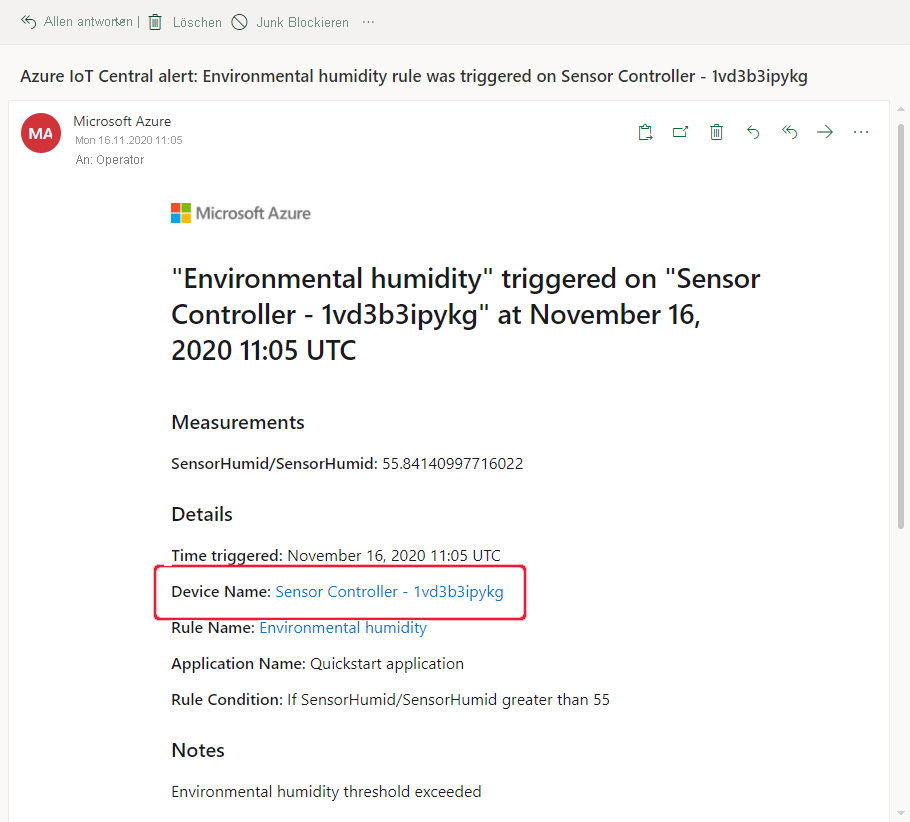 Allen antworten | Löschen Junk Blockieren ···
Azure IoT Central alert: Environmental humidity rule was triggered on Sensor Controller - 1vd3b3ipykg
MA
Microsoft Azure
Mon 16.11.2020 11:05
An: Operator
Microsoft Azure
"Environmental humidity" triggered on "Sensor
Controller - 1vd3b3ipykg" at November 16,
2020 11:05 UTC
Measurements
SensorHumid/SensorHumid: 55.84140997716022
Details
Time triggered: November 16, 2020 11:05 UTC
Device Name: Sensor Controller - 1vd3b3ipykg
Rule Name: Environmental humidity
Application Name: Quickstart application
Rule Condition: If SensorHumid/SensorHumid greater than 55
Notes
Environmental humidity threshold exceeded